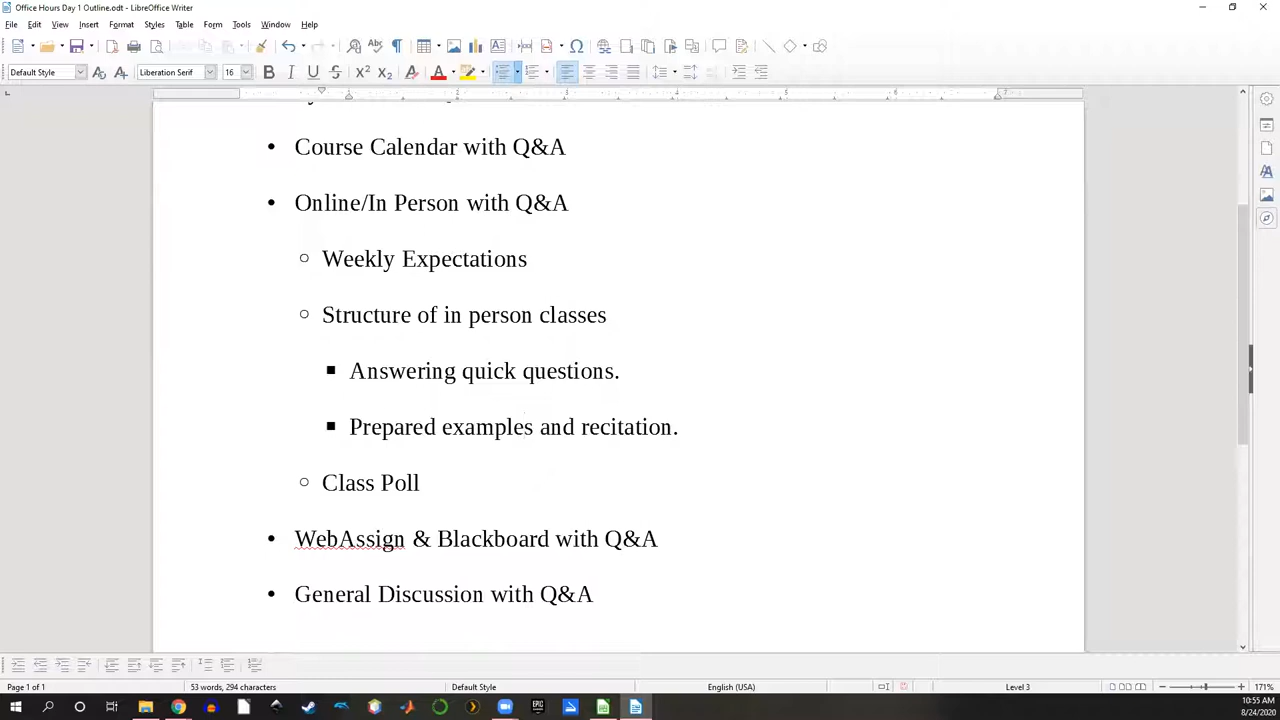 Office Hours Day 1 Outline.odt - LibreOffice Writer
File Edit View Insert Format Styles Table Form Tools Window Help
Default Style Liberation Serif 16
Course Calendar with Q&A
Online/In Person with Q&A
Weekly Expectations
Structure of in person classes
Answering quick questions.
Prepared examples and recitation.
Class Poll
WebAssign & Blackboard with Q&A
General Discussion with Q&A
Page 1 of 1 53 words, 294 characters Default Style English (USA) Level 3 171%
10:55 AM
8/24/2020